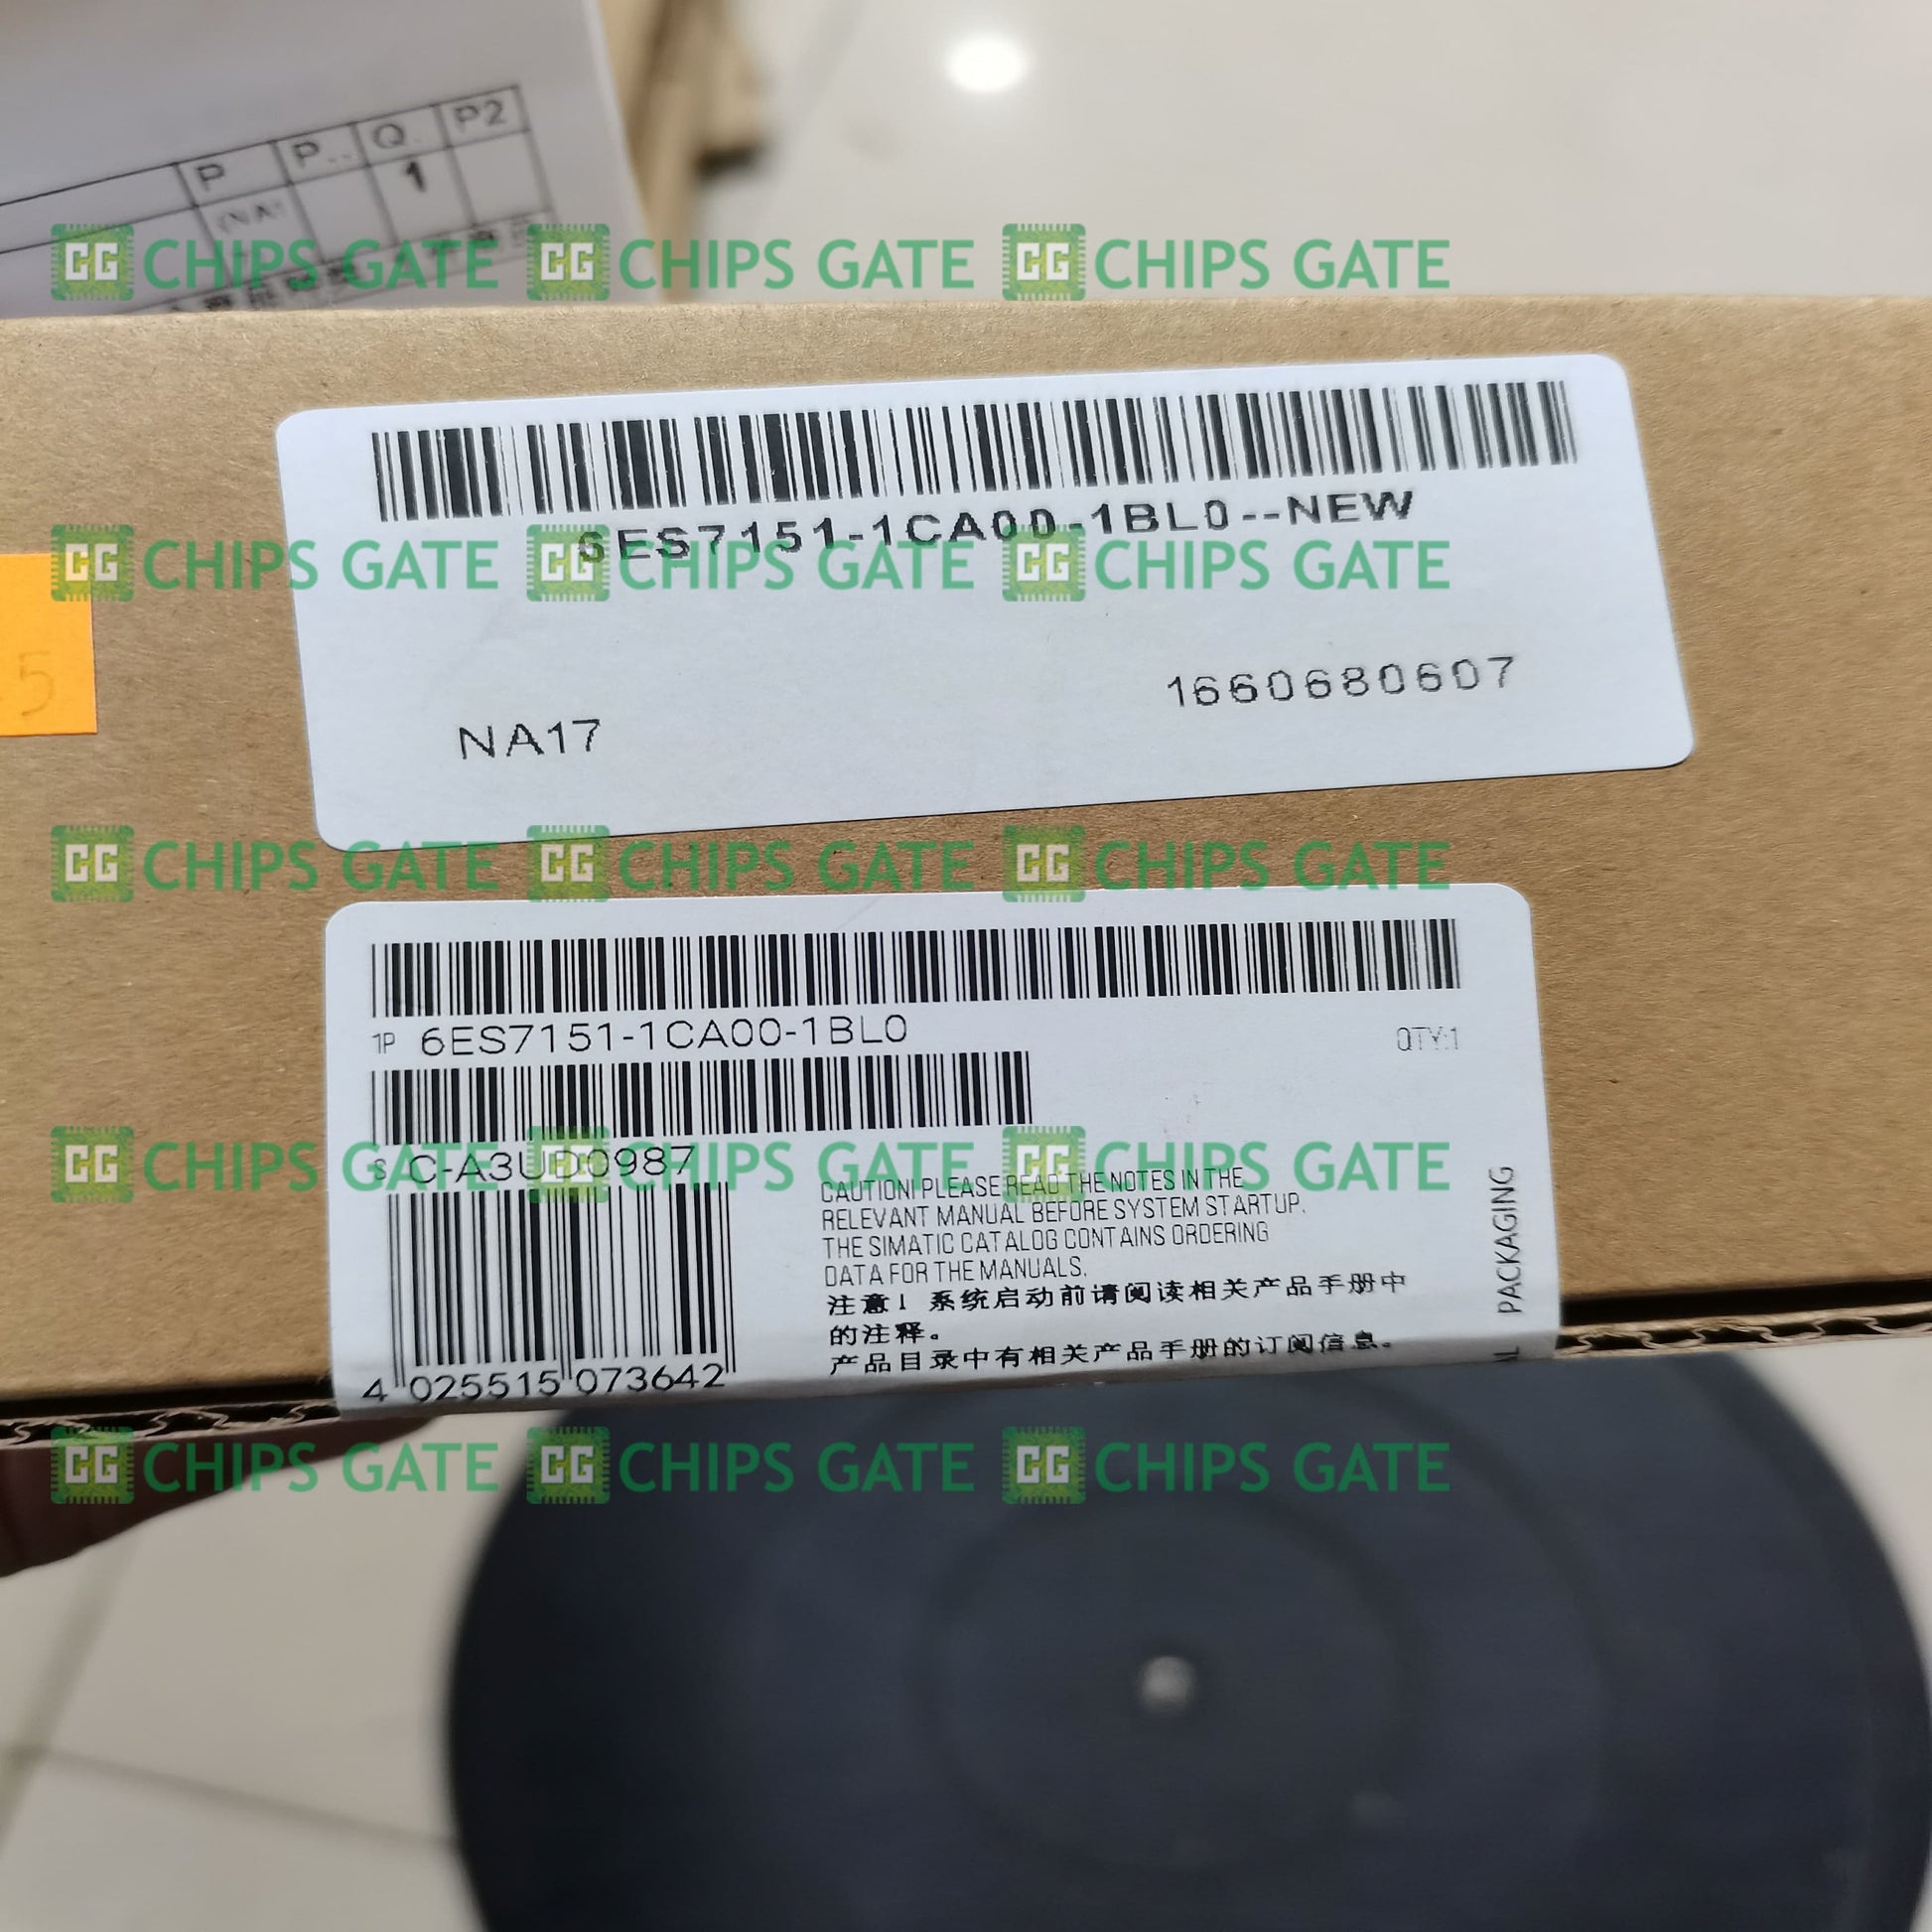 P P.. Q. P2
1
CG CHIPS GATE CG CHIPS GATE CG CHIPS GATE
6ES7151-1CA00-1BL0--NEW
CG CHIPS GATE CG CHIPS GATE CG CHIPS GATE
5
1660680607
NA17
CG CHIPS GATE CG CHIPS GATE CG CHIPS GATE
1P 6ES7151-1CA00-1BL0
QTY:1
S C-A3UD0987
CG CHIPS GATE CG CHIPS GATE CG CHIPS GATE
CAUTION! PLEASE READ THE NOTES IN THE
RELEVANT MANUAL BEFORE SYSTEM STARTUP.
THE SIMATIC CATALOG CONTAINS ORDERING
DATA FOR THE MANUALS.
注意! 系统启动前请阅读相关产品手册中
的注释。
产品目录中有相关产品手册的订阅信息。
PACKAGING
4 025515 073642
CG CHIPS GATE CG CHIPS GATE CG CHIPS GATE